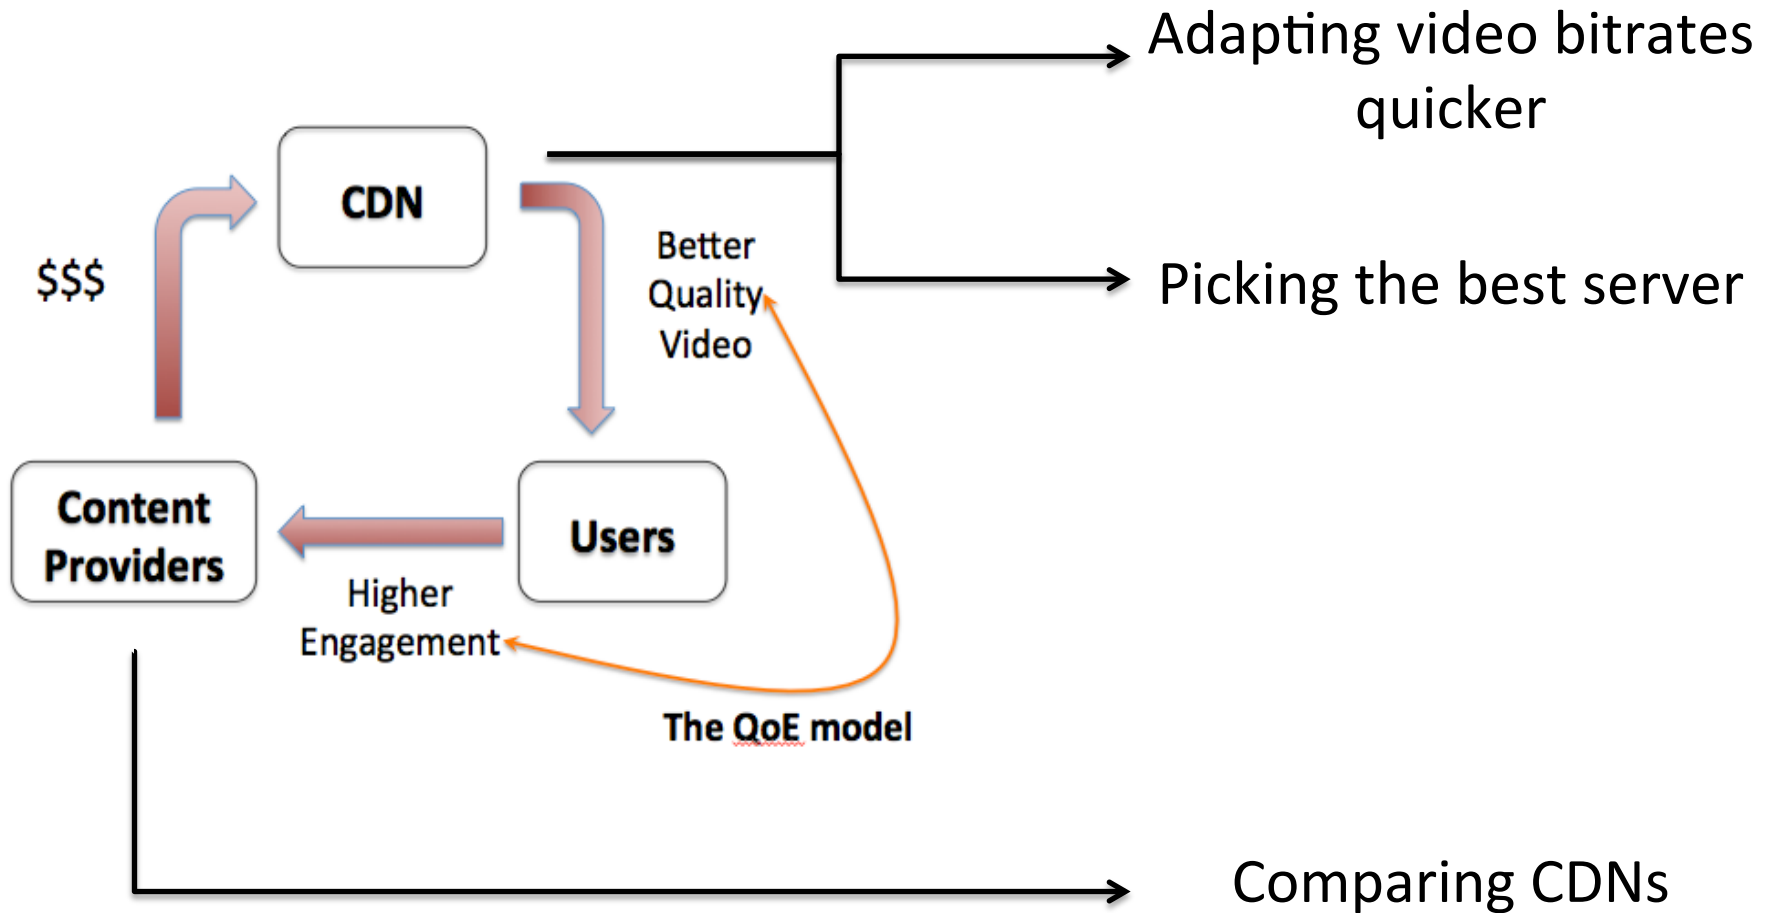 Adapting video bitrates
quicker
CDN
$$$
Better
Quality
Video
Picking the best server
Content
Providers
Users
Higher
Engagement
The QoE model
Comparing CDNs